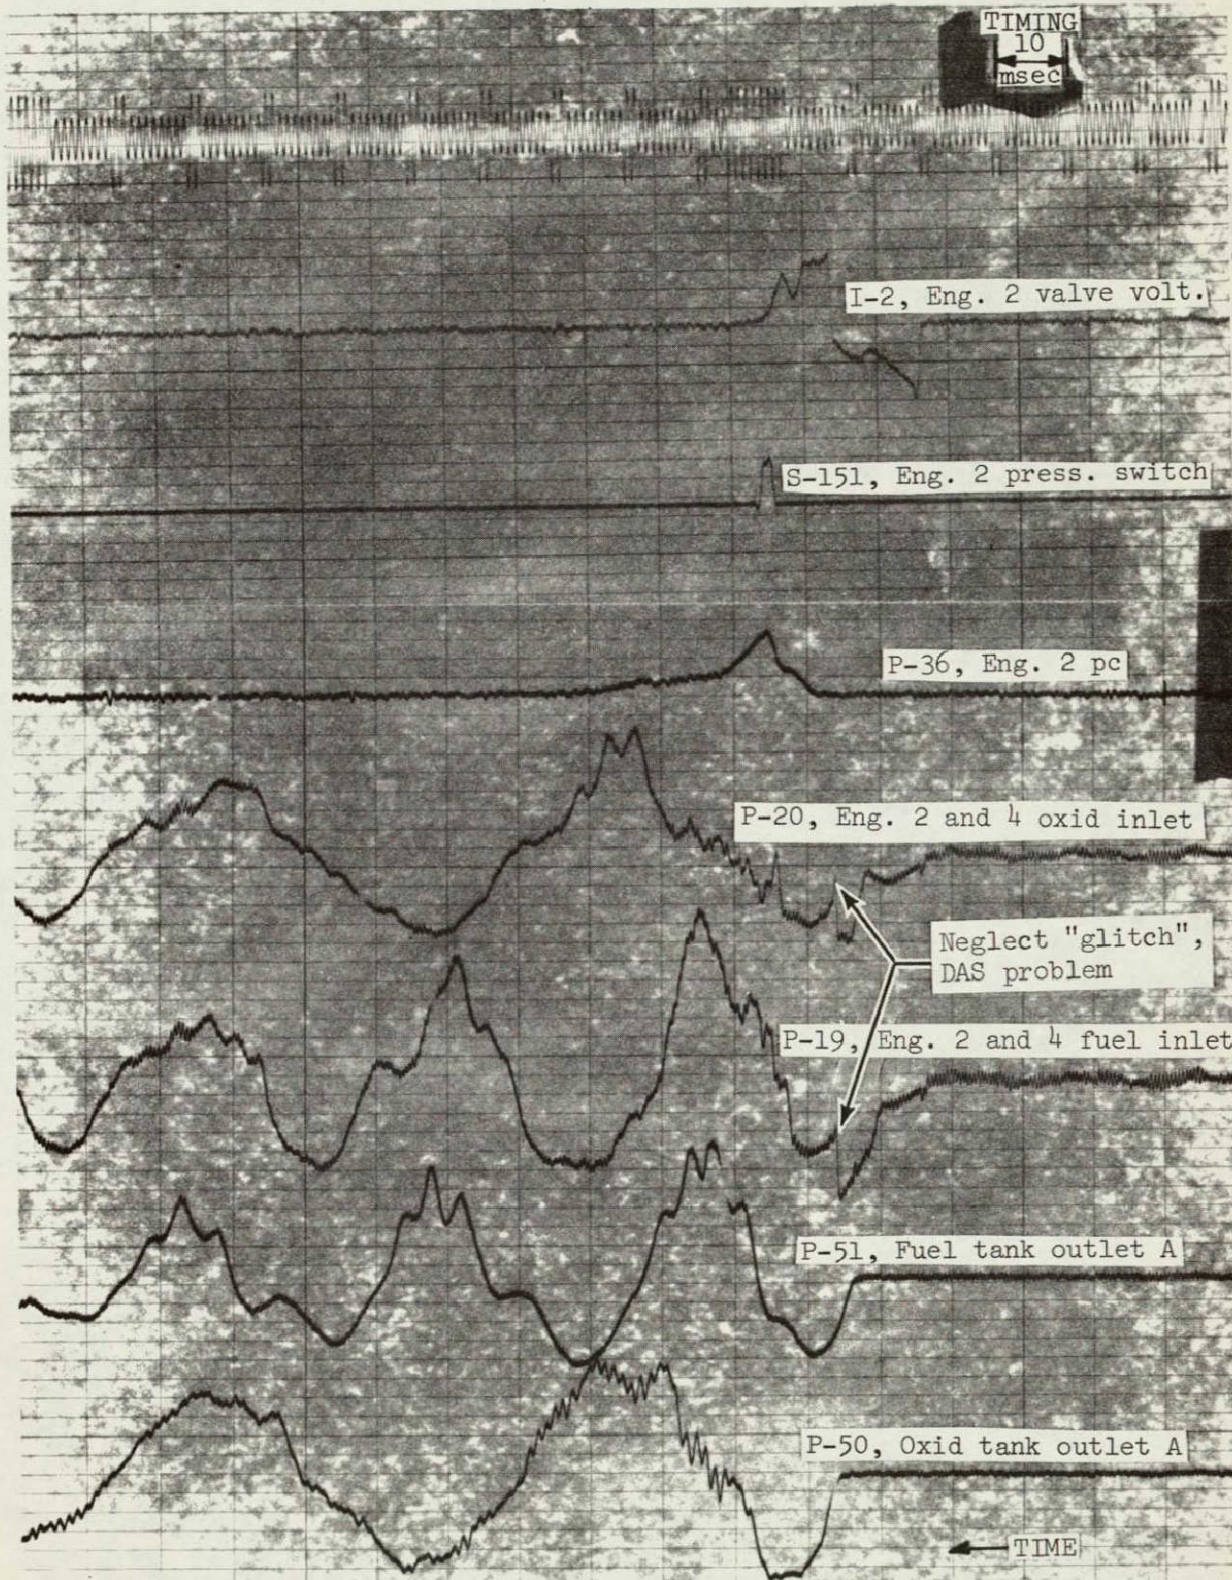 TIMING
10
msec
I-2, Eng. 2 valve volt.
S-151, Eng. 2 press. switch
P-36, Eng. 2 pc
P-20, Eng. 2 and 4 oxid inlet
Neglect "glitch",
DAS problem
P-19, Eng. 2 and 4 fuel inlet
P-51, Fuel tank outlet A
P-50, Oxid tank outlet A
TIME